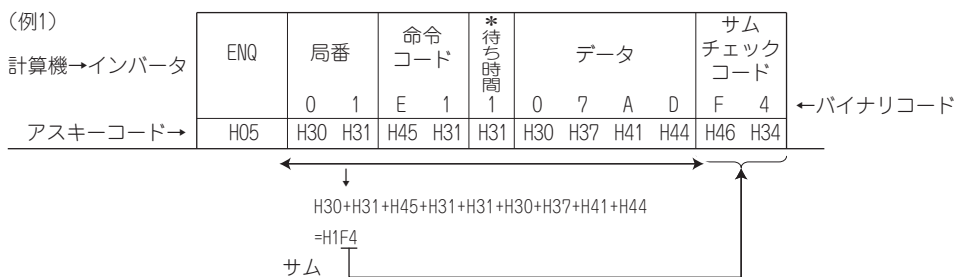 (例1)
計算機→インバータ
ENQ 局番 命令コード *待ち時間 データ サムチェックコード
0 1 E 1 1 0 7 A D F 4 ←バイナリコード
アスキーコード→ H05 H30 H31 H45 H31 H31 H30 H37 H41 H44 H46 H34
H30+H31+H45+H31+H31+H30+H37+H41+H44
=H1F4
サム